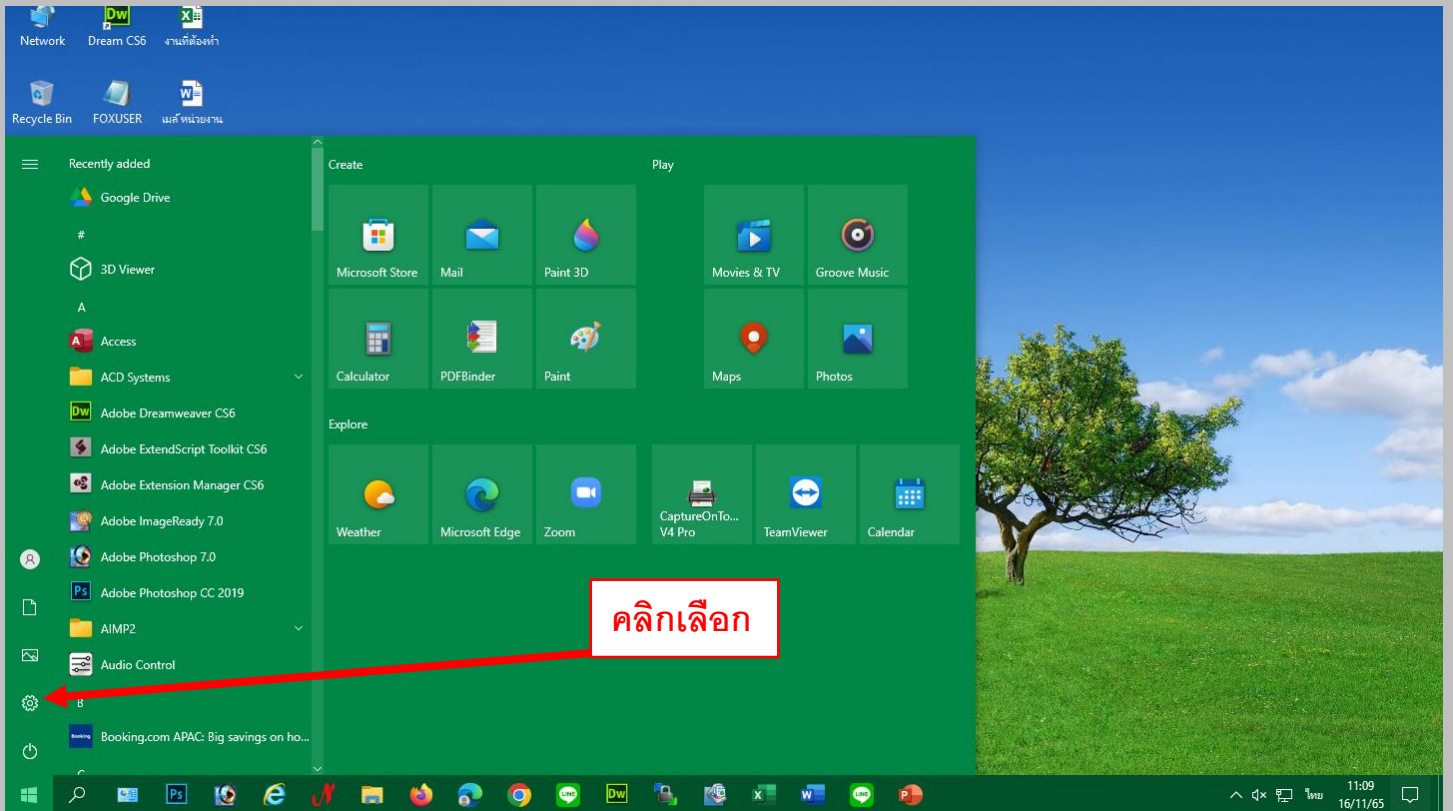 Network
Dream CS6
งานที่ต้องทำ
Recycle Bin
FOXUSER
เมล์หน่วยงาน
Recently added
Google Drive
#
3D Viewer
A
Access
ACD Systems
Adobe Dreamweaver CS6
Adobe ExtendScript Toolkit CS6
Adobe Extension Manager CS6
Adobe ImageReady 7.0
Adobe Photoshop 7.0
Adobe Photoshop CC 2019
AIMP2
Audio Control
B
Booking.com APAC: Big savings on ho...
Create
Microsoft Store
Mail
Paint 3D
Calculator
PDFBinder
Paint
Play
Movies & TV
Groove Music
Maps
Photos
Explore
Weather
Microsoft Edge
Zoom
CaptureOnTo...
V4 Pro
TeamViewer
Calendar
คลิกเลือก
ไทย
11:09
16/11/65